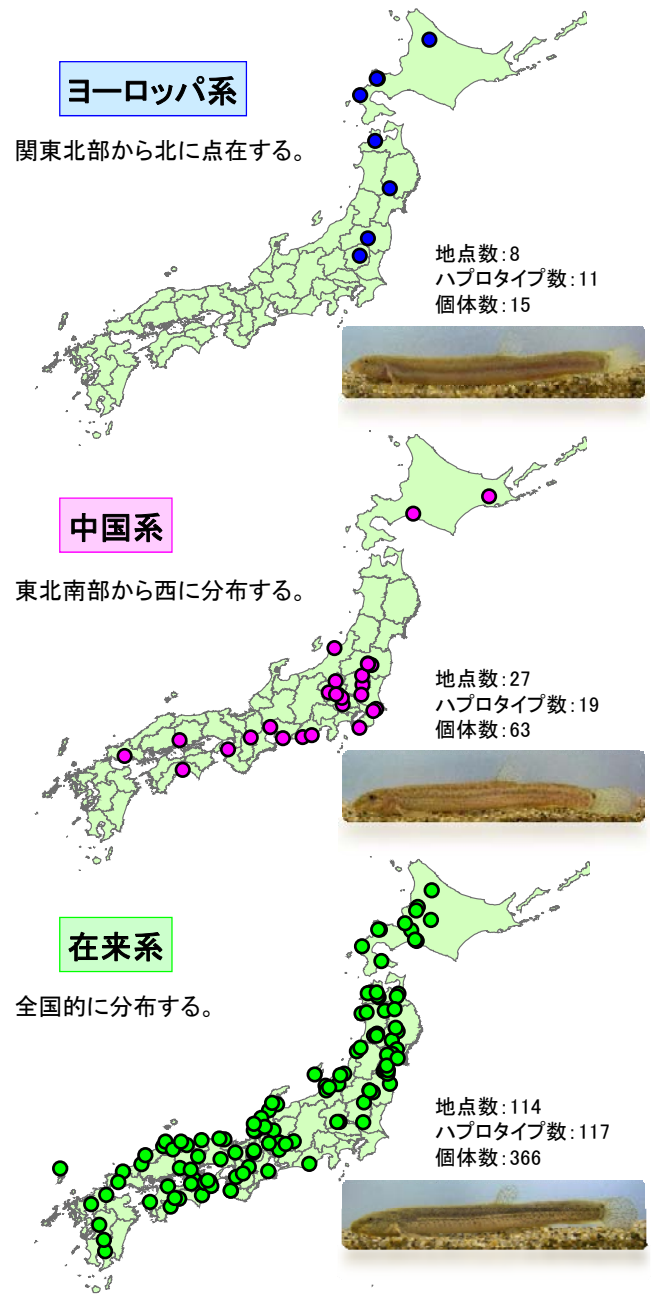 ヨーロッパ系
関東北部から北に点在する。
地点数：8
ハプロタイプ数：11
個体数：15
中国系
東北南部から西に分布する。
地点数：27
ハプロタイプ数：19
個体数：63
在来系
全国的に分布する。
地点数：114
ハプロタイプ数：117
個体数：366